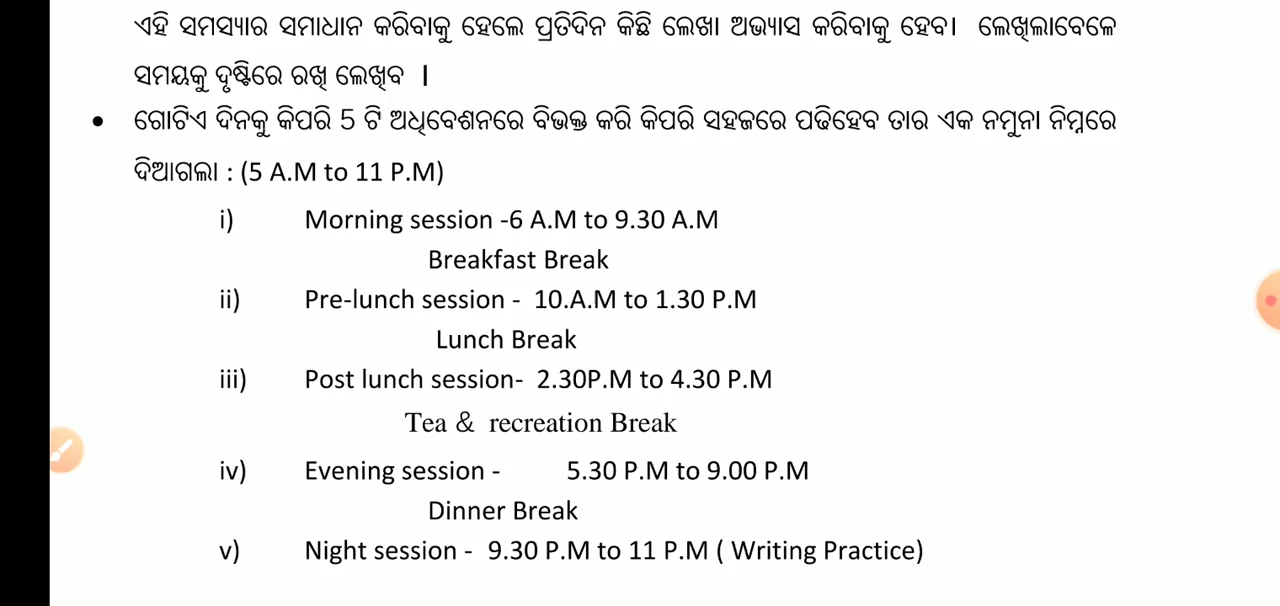 ଏହି ସମସ୍ୟାର ସମାଧାନ କରିବାକୁ ହେଲେ ପ୍ରତିଦିନ କିଛି ଲେଖା ଅଭ୍ୟାସ କରିବାକୁ ହେବ। ଲେଖିଲାବେଳେ
ସମୟକୁ ଦୃଷ୍ଟିରେ ରଖି ଲେଖିବ ।
• ଗୋଟିଏ ଦିନକୁ କିପରି 5 ଟି ଅଧିବେଶନରେ ବିଭକ୍ତ କରି କିପରି ସହଜରେ ପଢିହେବ ତାର ଏକ ନମୁନା ନିମ୍ନରେ
ଦିଆଗଲା : (5 A.M to 11 P.M)
i) Morning session -6 A.M to 9.30 A.M
Breakfast Break
ii) Pre-lunch session - 10.A.M to 1.30 P.M
Lunch Break
iii) Post lunch session- 2.30P.M to 4.30 P.M
Tea & recreation Break
iv) Evening session - 5.30 P.M to 9.00 P.M
Dinner Break
v) Night session - 9.30 P.M to 11 P.M ( Writing Practice)